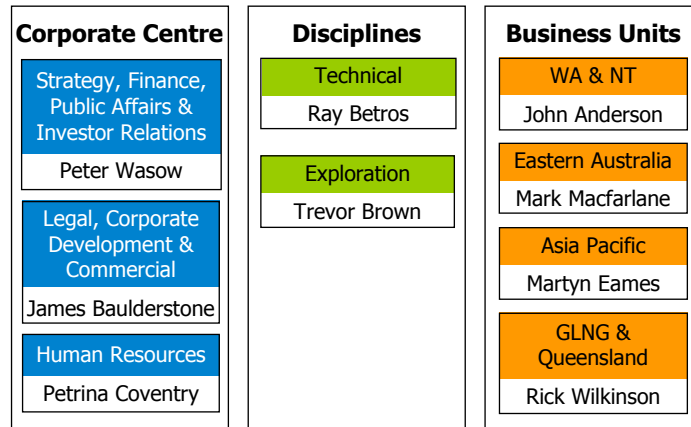 Corporate Centre
Strategy, Finance,
Public Affairs &
Investor Relations
Peter Wasow
Legal, Corporate
Development &
Commercial
James Baulderstone
Human Resources
Petrina Coventry
Disciplines
Technical
Ray Betros
Exploration
Trevor Brown
Business Units
WA & NT
John Anderson
Eastern Australia
Mark Macfarlane
Asia Pacific
Martyn Eames
GLNG &
Queensland
Rick Wilkinson